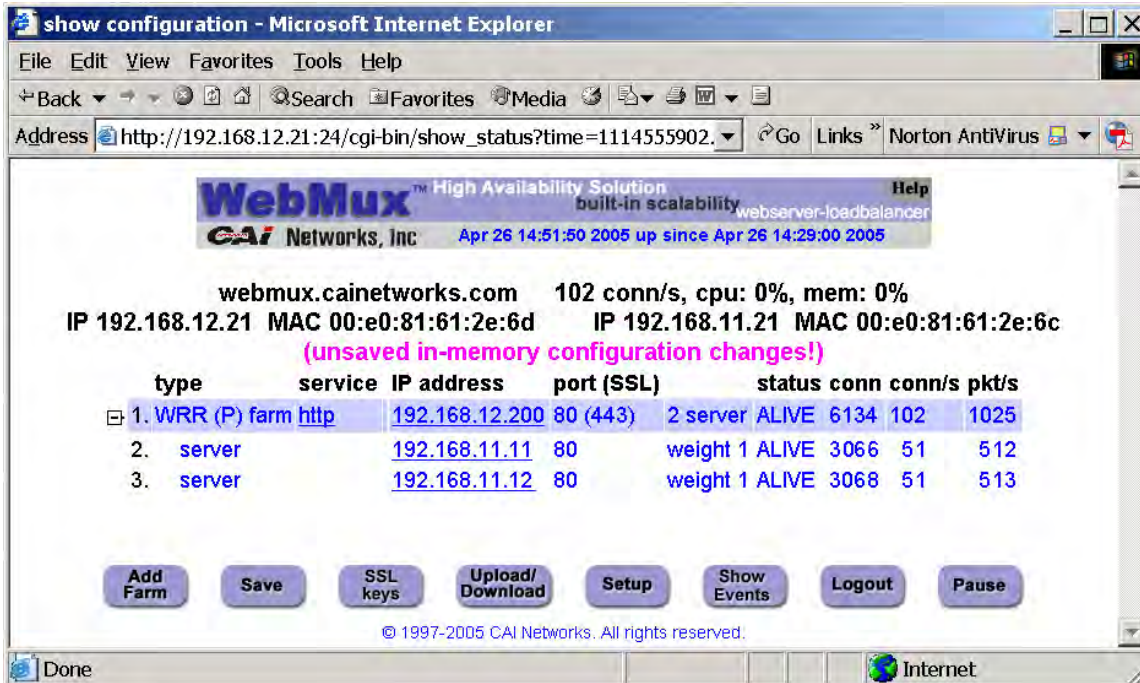 show configuration - Microsoft Internet Explorer
File Edit View Favorites Tools Help
Back Search Favorites Media
Address http://192.168.12.21:24/cgi-bin/show_status?time=1114555902. Go Links » Norton AntiVirus
WebMux™ High Availability Solution Help
built-in scalability webserver-loadbalancer
CAI Networks, Inc Apr 26 14:51:50 2005 up since Apr 26 14:29:00 2005
webmux.cainetworks.com 102 conn/s, cpu: 0%, mem: 0%
IP 192.168.12.21 MAC 00:e0:81:61:2e:6d IP 192.168.11.21 MAC 00:e0:81:61:2e:6c
(unsaved in-memory configuration changes!)
type service IP address port (SSL) status conn conn/s pkt/s
1. WRR (P) farm http 192.168.12.200 80 (443) 2 server ALIVE 6134 102 1025
2. server 192.168.11.11 80 weight 1 ALIVE 3066 51 512
3. server 192.168.11.12 80 weight 1 ALIVE 3068 51 513
Add Farm Save SSL keys Upload/ Download Setup Show Events Logout Pause
© 1997-2005 CAI Networks. All rights reserved.
Done Internet